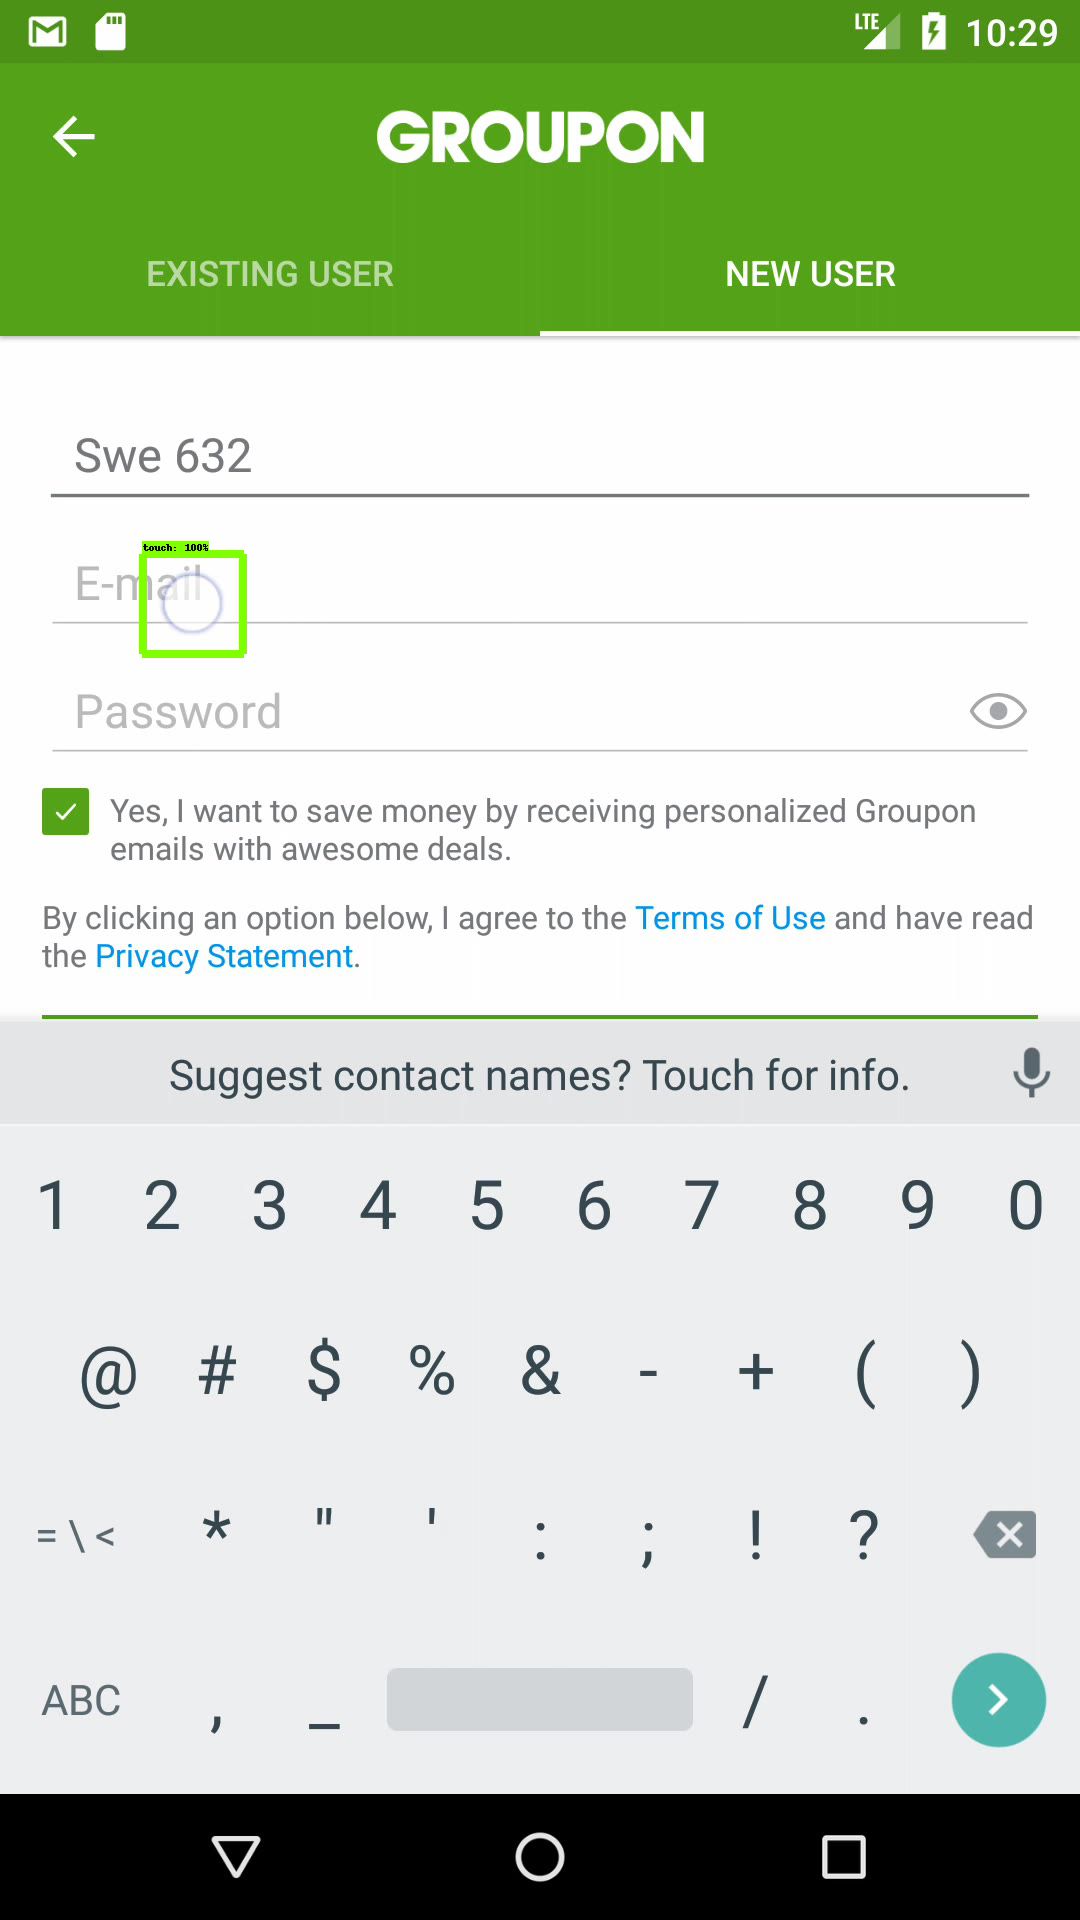 LTE 10:29
GROUPON
EXISTING USER NEW USER
Swe 632
touch: 100%
E-mail
Password
Yes, I want to save money by receiving personalized Groupon
emails with awesome deals.
By clicking an option below, I agree to the Terms of Use and have read
the Privacy Statement.
Suggest contact names? Touch for info.
1 2 3 4 5 6 7 8 9 0
@ # $ % & - + ( )
= \ < * " ' : ; ! ?
ABC , _ / .